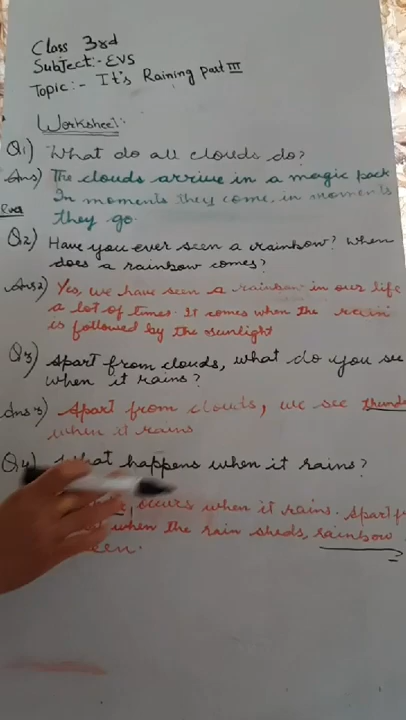 Class 3rd
Subject:- EVS
Topic:- It's Raining part III
Worksheet:
Q1) What do all clouds do?
Ans) The clouds arrive in a magic pack
In moments they come, in moments
they go.
Eva
Q2) Have you ever seen a rainbow? When
does a rainbow comes?
Ans2) Yes, we have seen a rainbow in our life
a lot of times. It comes when the rain
is followed by the sunlight
Q3) Apart from clouds, what do you see
when it rains?
Ans3) Apart from clouds, we see
when it rains
Q4) What happens when it rains?
occurs when it rains. Apart
when the rain sheds, rainbow